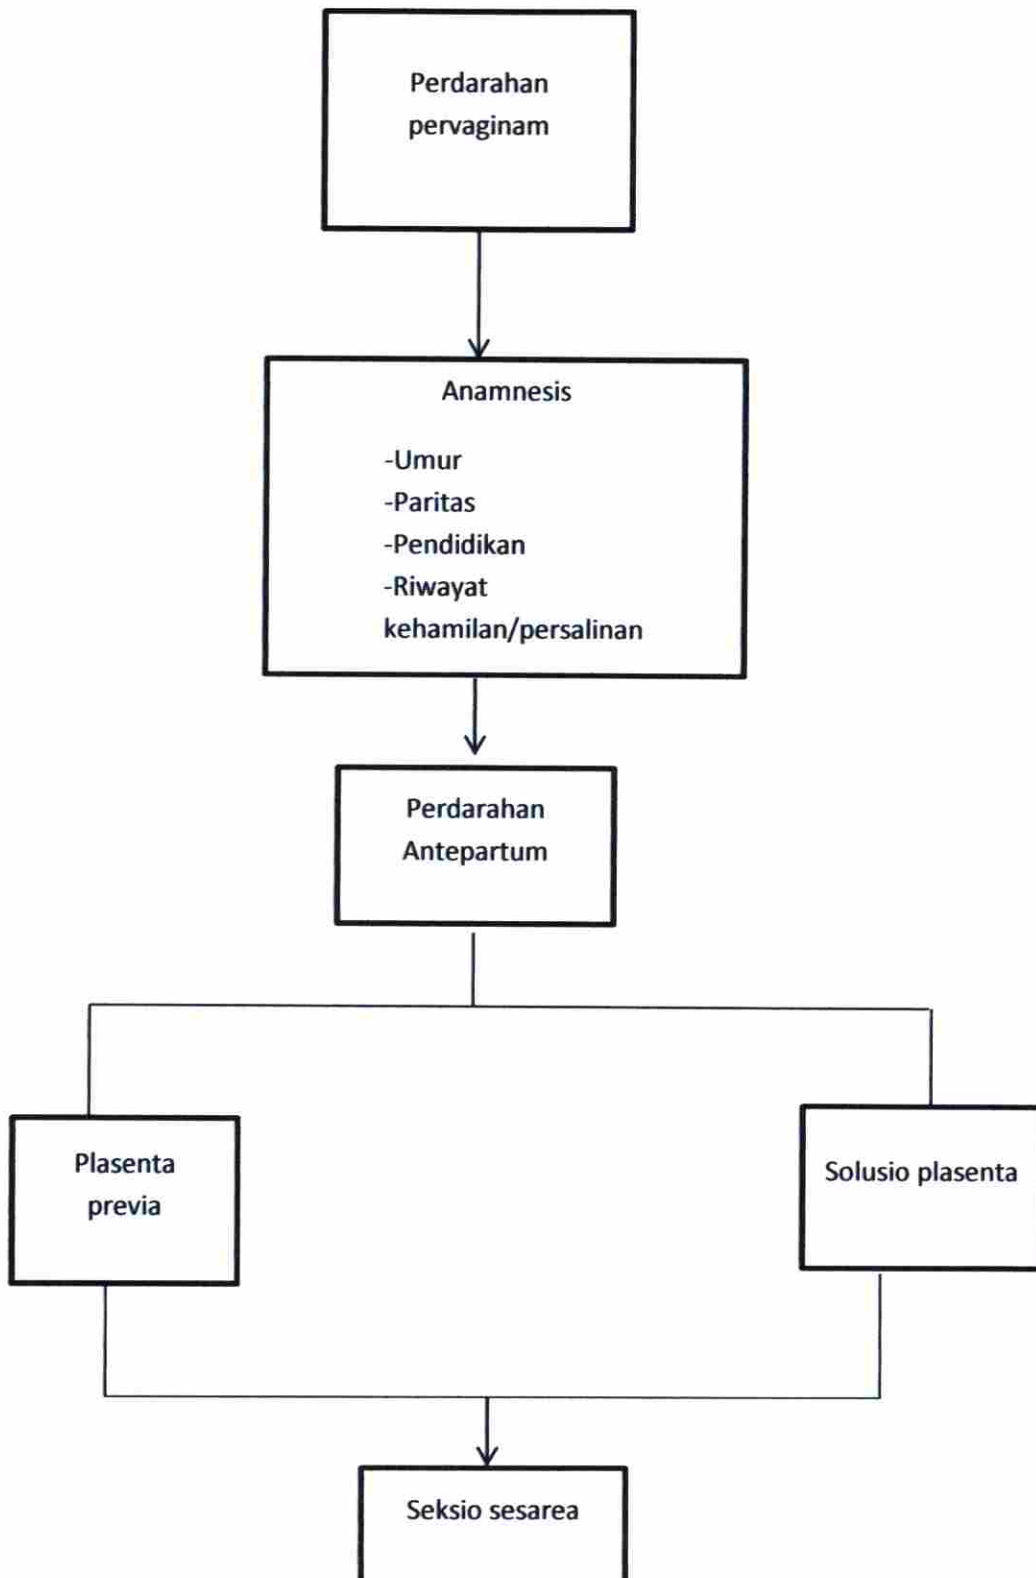 Perdarahan
pervaginam
Anamnesis
-Umur
-Paritas
-Pendidikan
-Riwayat
kehamilan/persalinan
Perdarahan
Antepartum
Plasenta
previa
Solusio plasenta
Seksio sesarea